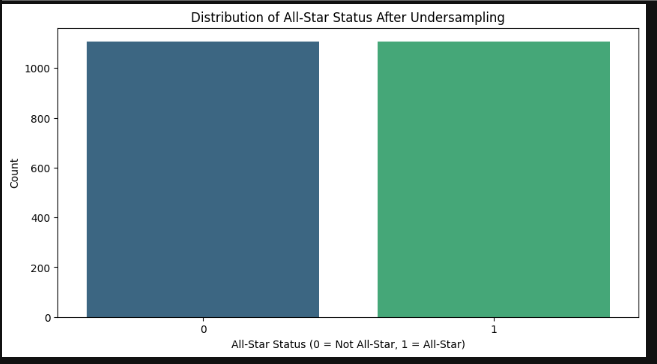 Distribution of All-Star Status After Undersampling
1000
800
600
400
200
0
Count
0 1
All-Star Status (0 = Not All-Star, 1 = All-Star)